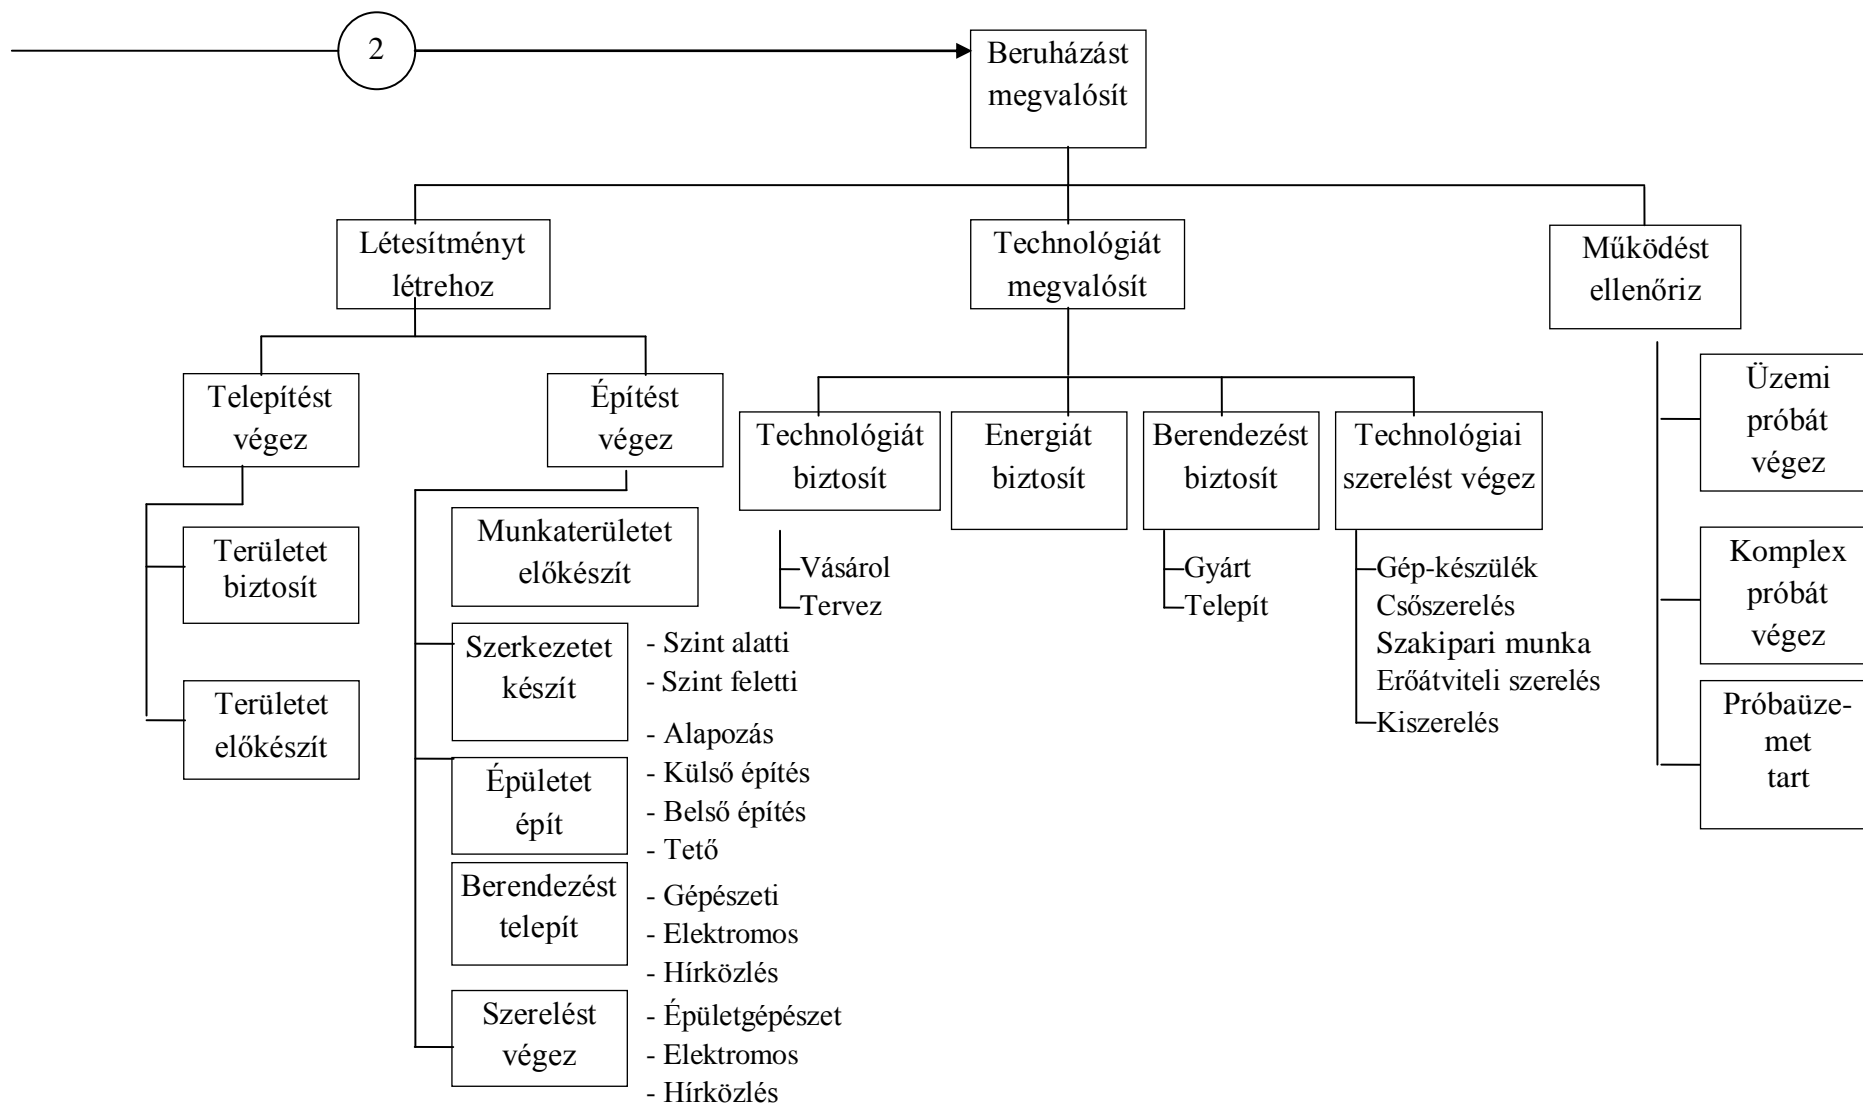 2
Beruházást
megvalósít
Létesítményt
létrehoz
Technológiát
megvalósít
Működést
ellenőriz
Telepítést
végez
Építést
végez
Technológiát
biztosít
Energiát
biztosít
Berendezést
biztosít
Technológiai
szerelést végez
Üzemi
próbát
végez
Területet
biztosít
Területet
előkészít
Munkaterületet
előkészít
Szerkezetet
készít
- Szint alatti
- Szint feletti
Épületet
épít
- Alapozás
- Külső építés
- Belső építés
- Tető
Berendezést
telepít
- Gépészeti
- Elektromos
- Hírközlés
Szerelést
végez
- Épületgépészet
- Elektromos
- Hírközlés
Vásárol
Tervez
Gyárt
Telepít
Gép-készülék
Csőszerelés
Szakipari munka
Erőátviteli szerelés
Kiszerelés
Komplex
próbát
végez
Próbaüze-
met
tart